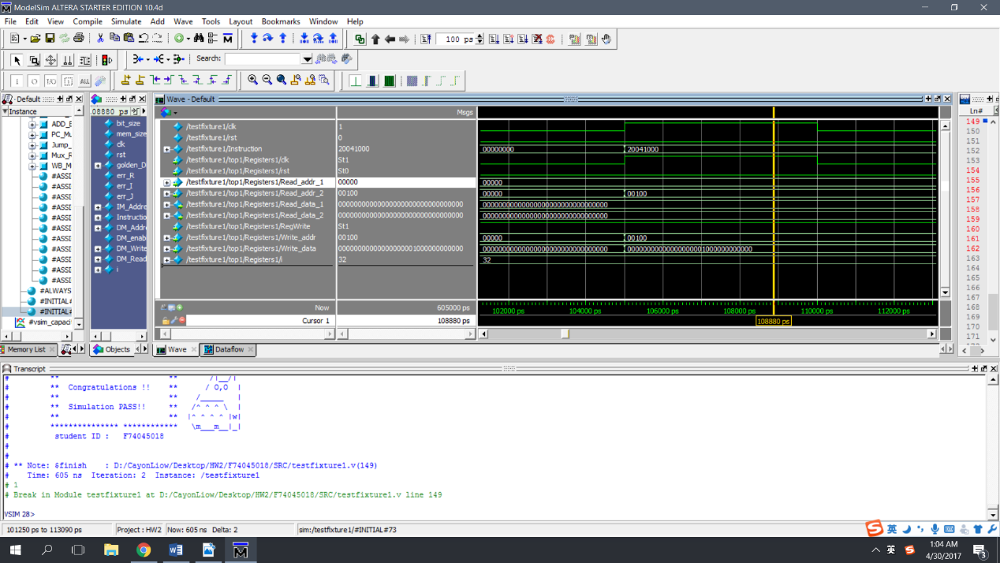 ModelSim ALTERA STARTER EDITION 10.4d
File Edit View Compile Simulate Add Wave Tools Layout Bookmarks Window Help
100 ps
Search:
Default
Instance
ADD_E
PC_Mu
Jump_
Mux_R
WB_M
#ASSI
#ASSI
#ASSI
#ASSI
#ASSI
#ASSI
#ASSI
#ASSI
#ASSI
#ASSI
#ASSI
#ALWAYS
#INITIAL#
#INITIAL#
#vsim_capaci
Memory List
.08880 ps
bit_size
mem_size
clk
rst
golden_D
err_R
err_I
err_J
IM_Addre
Instruction
DM_Addre
DM_enab
DM_Write
DM_Read
i
Objects
Wave - Default
Msgs
/testfixture1/clk 1
/testfixture1/rst 0
/testfixture1/Instruction 20041000 00000000 20041000
/testfixture1/top1/Registers1/clk St1
/testfixture1/top1/Registers1/rst St0
/testfixture1/top1/Registers1/Read_addr_1 00000 00000
/testfixture1/top1/Registers1/Read_addr_2 00100 00000 00100
/testfixture1/top1/Registers1/Read_data_1 00000000000000000000000000000000 00000000000000000000000000000000
/testfixture1/top1/Registers1/Read_data_2 00000000000000000000000000000000 00000000000000000000000000000000
/testfixture1/top1/Registers1/RegWrite St1
/testfixture1/top1/Registers1/Write_addr 00100 00000 00100
/testfixture1/top1/Registers1/Write_data 00000000000000000001000000000000 00000000000000000000000000000000 00000000000000000001000000000000
/testfixture1/top1/Registers1/i 32 32
Now 605000 ps
102000 ps 104000 ps 106000 ps 108000 ps 110000 ps 112000 ps
Cursor 1 108880 ps 108880 ps
Wave Dataflow
Ln#
149
150
151
152
153
154
155
156
157
158
159
160
161
162
163
164
165
166
167
168
169
170
171
Transcript
# ** ** /|__/|
# ** Congratulations !! ** / O,O |
# ** ** /_____ |
# ** Simulation PASS!! ** /^ ^ ^ \ |
# ** ** |^ ^ ^ ^ |w|
# *************** ************ \m___m__|_|
# student ID : F74045018
#
#
# ** Note: $finish : D:/CayonLiow/Desktop/HW2/F74045018/SRC/testfixture1.v(149)
# Time: 605 ns Iteration: 2 Instance: /testfixture1
# 1
# Break in Module testfixture1 at D:/CayonLiow/Desktop/HW2/F74045018/SRC/testfixture1.v line 149
VSIM 28>
101250 ps to 113090 ps Project : HW2 Now: 605 ns Delta: 2 sim:/testfixture1/#INITIAL#73
英
英 1:04 AM
4/30/2017
3